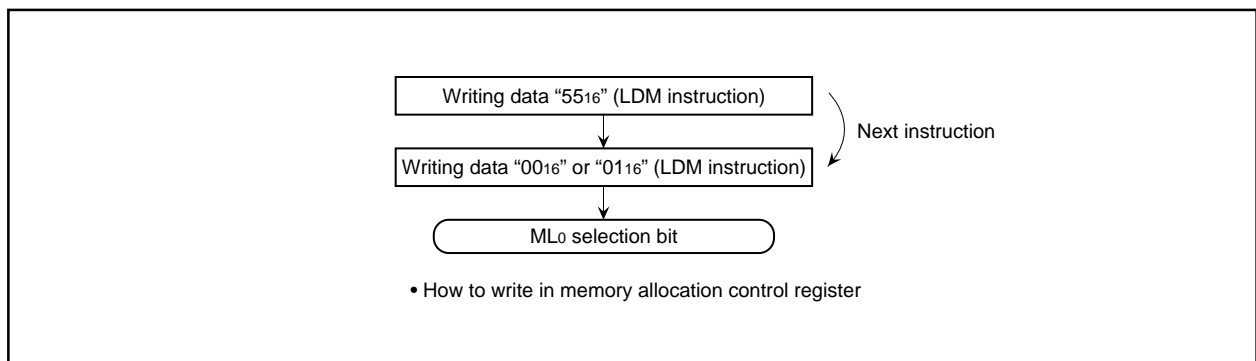 Writing data “55₁₆” (LDM instruction)
Next instruction
Writing data “00₁₆” or “01₁₆” (LDM instruction)
ML₀ selection bit
• How to write in memory allocation control register